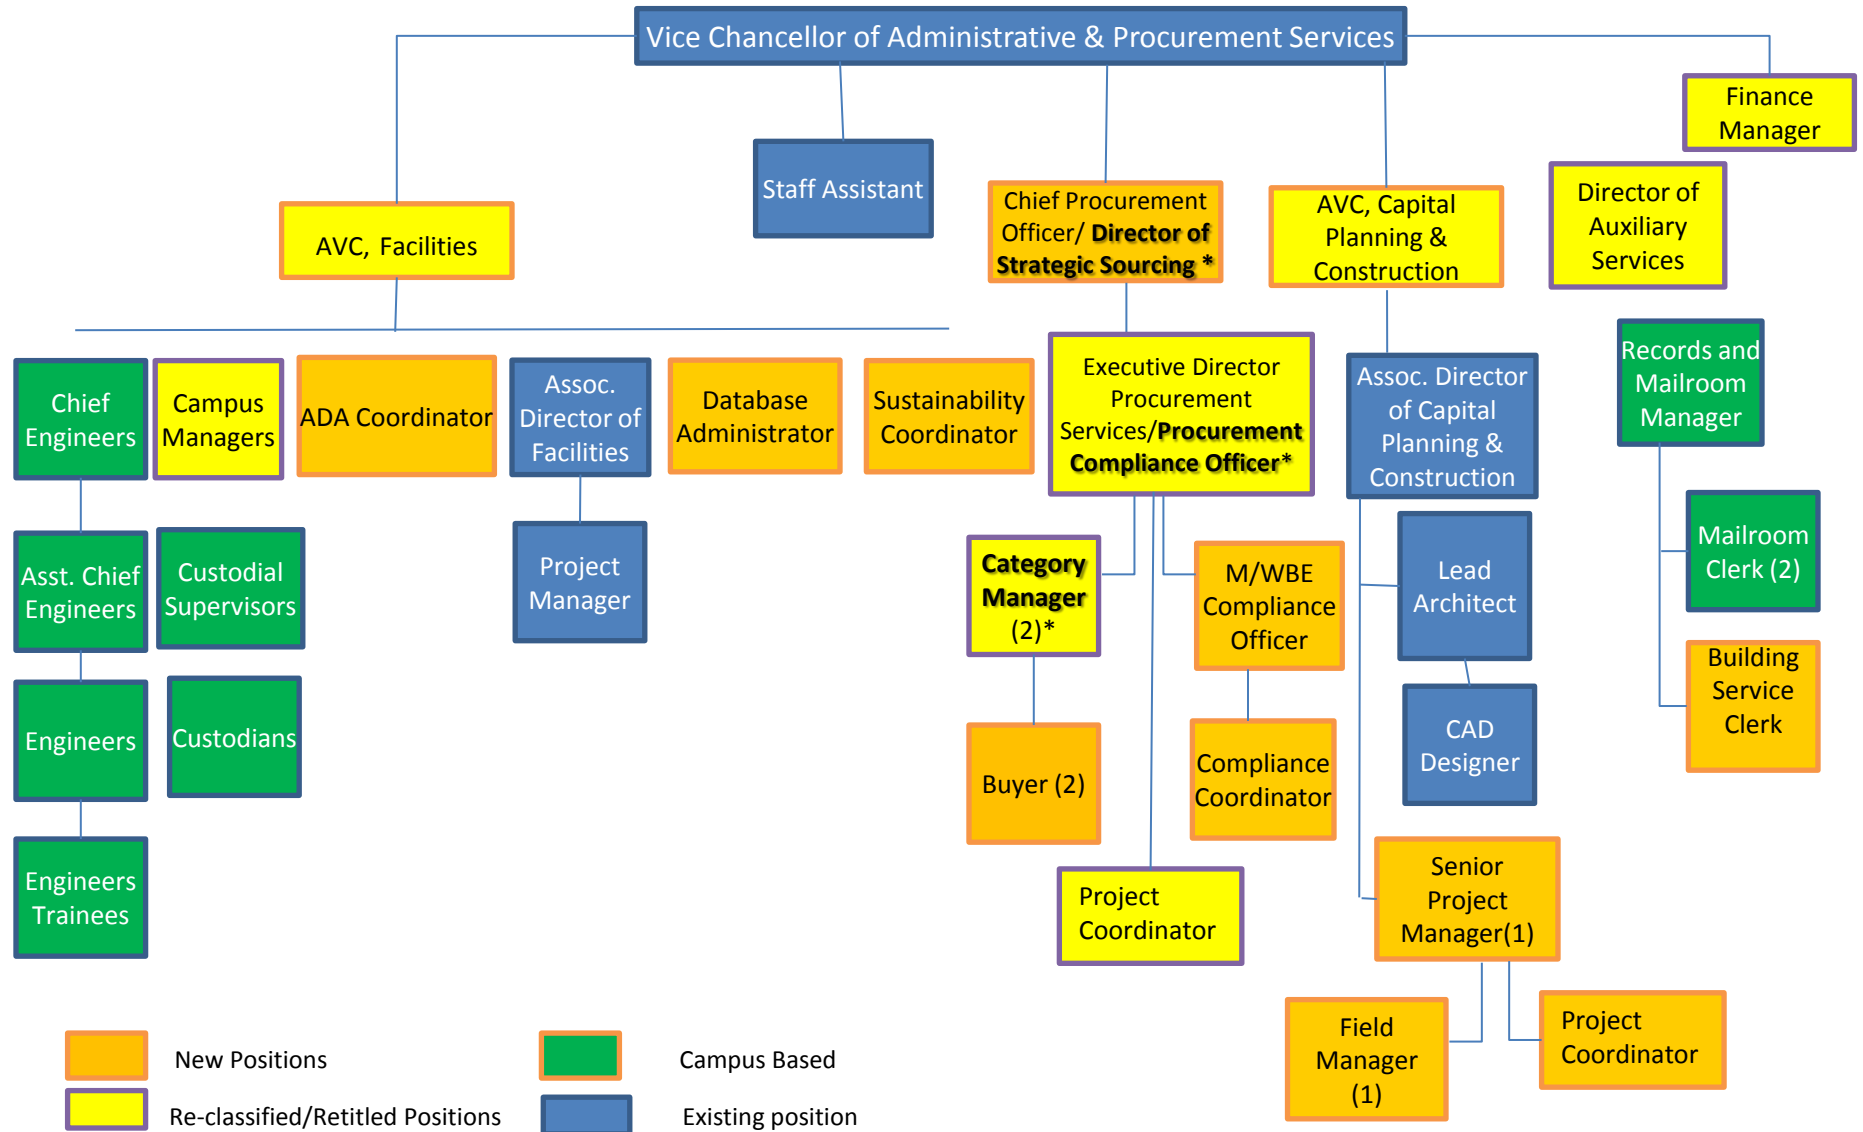 Vice Chancellor of Administrative & Procurement Services
Finance
Manager
Staff Assistant
Director of
Auxiliary
Services
Chief Procurement
Officer/ Director of
Strategic Sourcing *
AVC, Capital
Planning &
Construction
AVC, Facilities
Chief
Engineers
Campus
Managers
ADA Coordinator
Assoc.
Director of
Facilities
Database
Administrator
Sustainability
Coordinator
Executive Director
Procurement
Services/Procurement
Compliance Officer*
Assoc. Director
of Capital
Planning &
Construction
Records and
Mailroom
Manager
Asst. Chief
Engineers
Custodial
Supervisors
Project
Manager
Category
Manager
(2)*
M/WBE
Compliance
Officer
Lead
Architect
Mailroom
Clerk (2)
Engineers
Custodians
Buyer (2)
Compliance
Coordinator
CAD
Designer
Building
Service
Clerk
Engineers
Trainees
Project
Coordinator
Senior
Project
Manager(1)
Field
Manager
(1)
Project
Coordinator
New Positions
Campus Based
Re-classified/Retitled Positions
Existing position